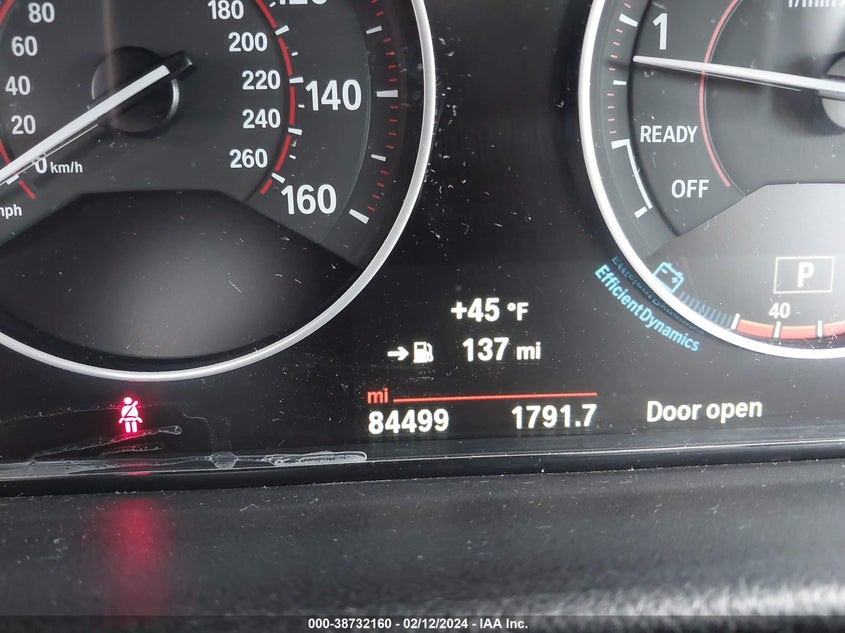 80
60
40
20
0 km/h
mph
180
200
220
240
260
140
160
1
READY
OFF
P
40
EfficientDynamics
+45 °F
137 mi
mi
84499 1791.7 Door open
000-38732160 - 02/12/2024 - IAA Inc.